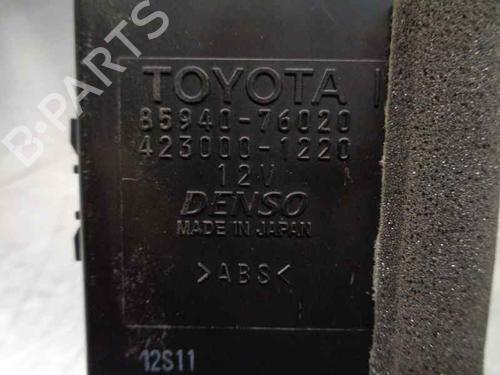 B-PARTS
TOYOTA
85940-76020
423000-1220
12V
DENSO
MADE IN JAPAN
>ABS<
12S11